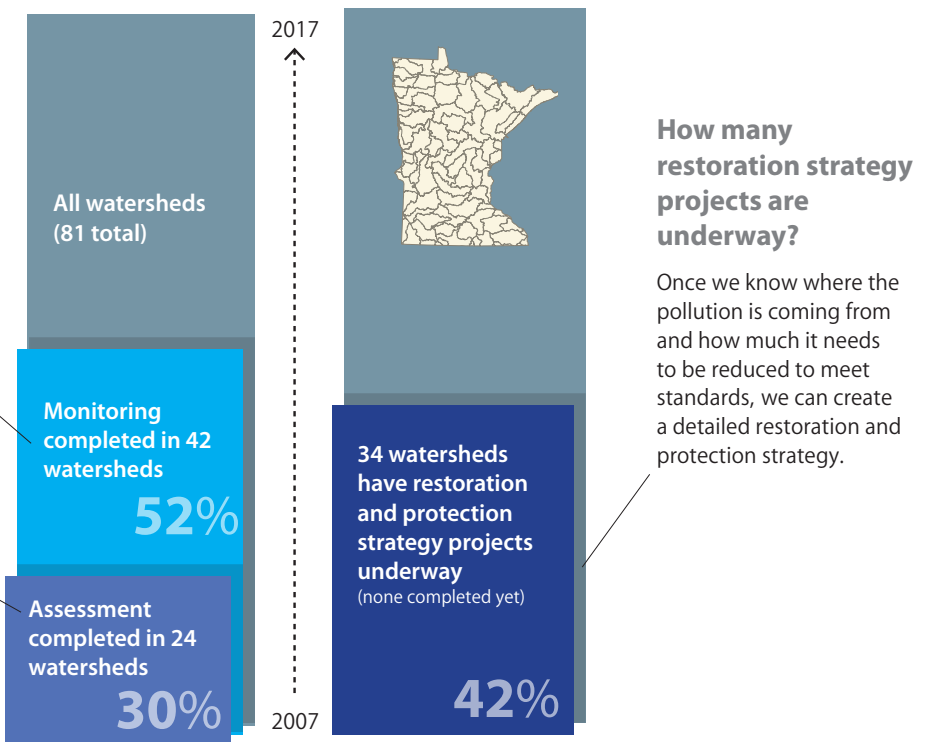 All watersheds
(81 total)
Monitoring
completed in 42
watersheds
52%
Assessment
completed in 24
watersheds
30%
2017
2007
34 watersheds
have restoration
and protection
strategy projects
underway
(none completed yet)
42%
How many
restoration strategy
projects are
underway?
Once we know where the
pollution is coming from
and how much it needs
to be reduced to meet
standards, we can create
a detailed restoration and
protection strategy.